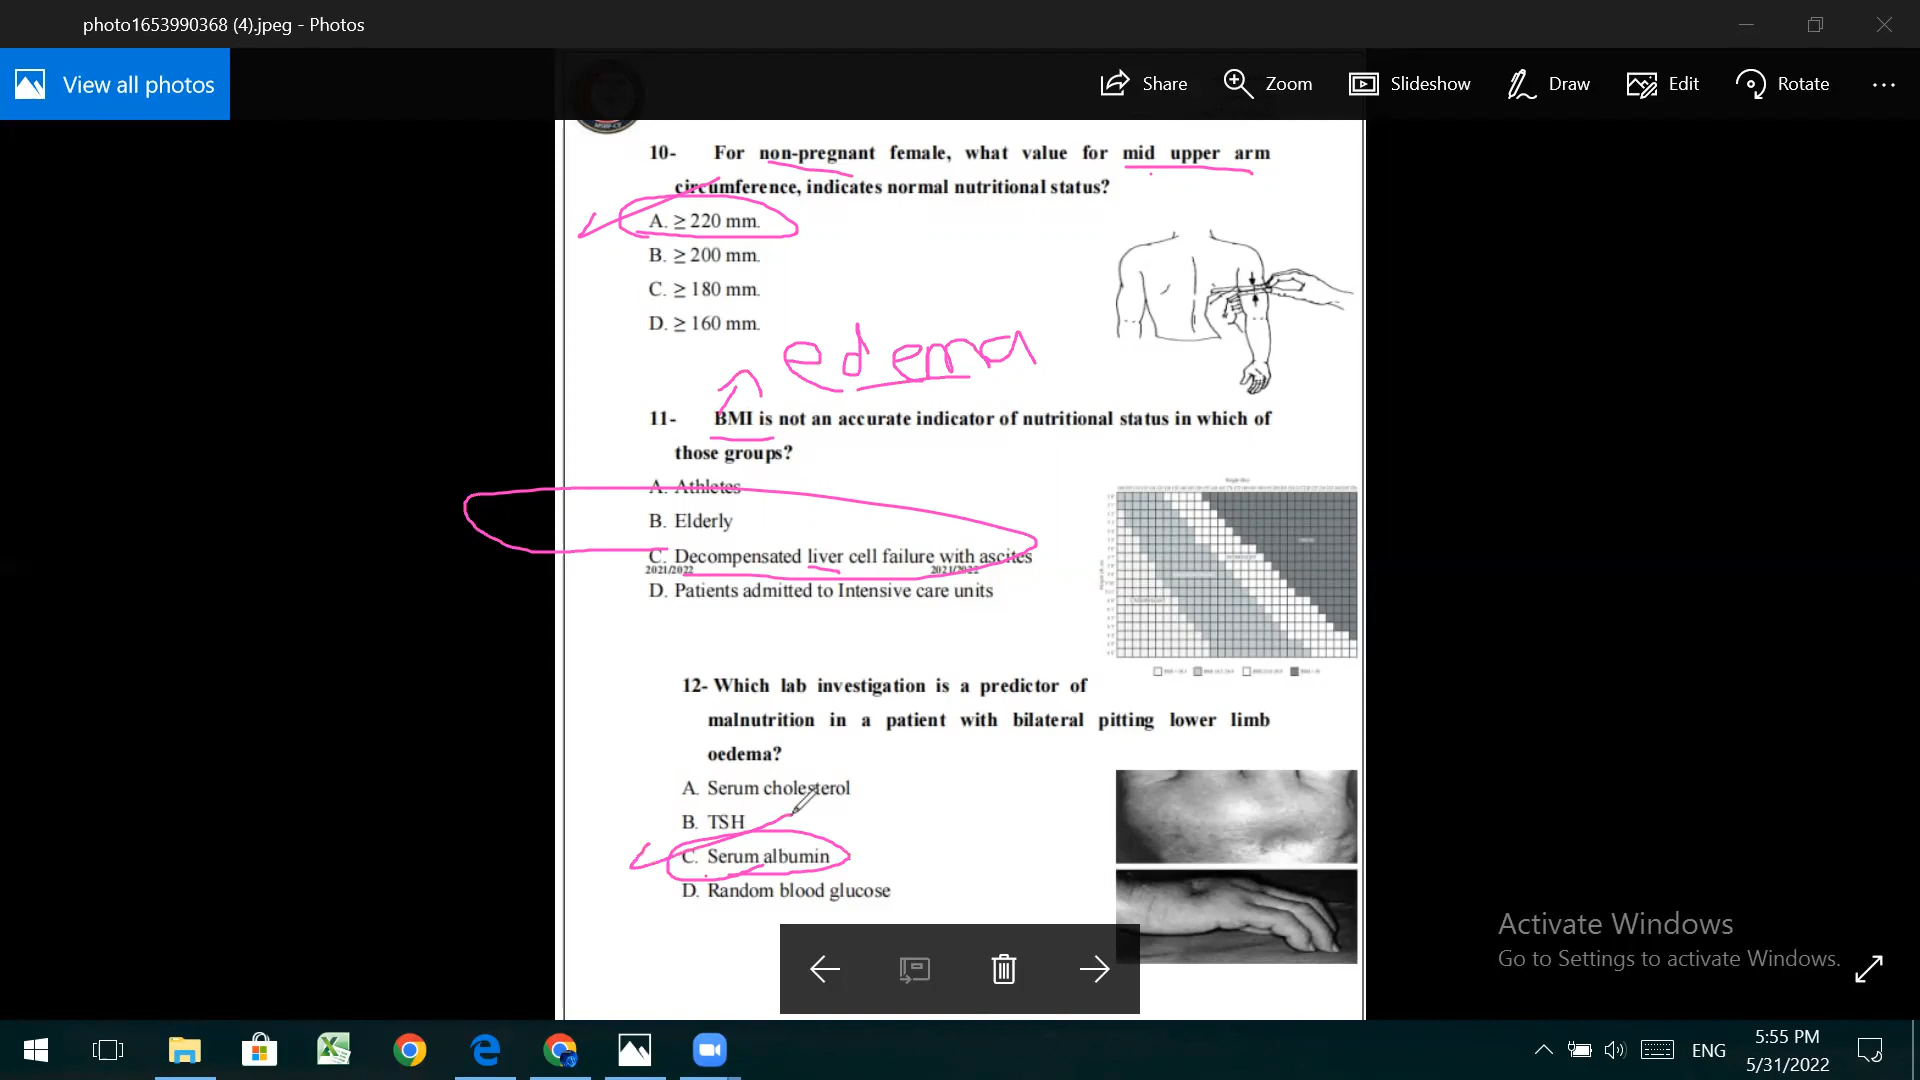 photo1653990368 (4).jpeg - Photos
View all photos
Share
Zoom
Slideshow
Draw
Edit
Rotate
10- For non-pregnant female, what value for mid upper arm
circumference, indicates normal nutritional status?
A. ≥ 220 mm.
B. ≥ 200 mm.
C. ≥ 180 mm.
D. ≥ 160 mm.
edema
11- BMI is not an accurate indicator of nutritional status in which of
those groups?
A. Athletes
B. Elderly
C. Decompensated liver cell failure with ascites
2021/2022 2021/2022
D. Patients admitted to Intensive care units
12- Which lab investigation is a predictor of
malnutrition in a patient with bilateral pitting lower limb
oedema?
A. Serum cholesterol
B. TSH
C. Serum albumin
D. Random blood glucose
Activate Windows
Go to Settings to activate Windows.
ENG
5:55 PM
5/31/2022